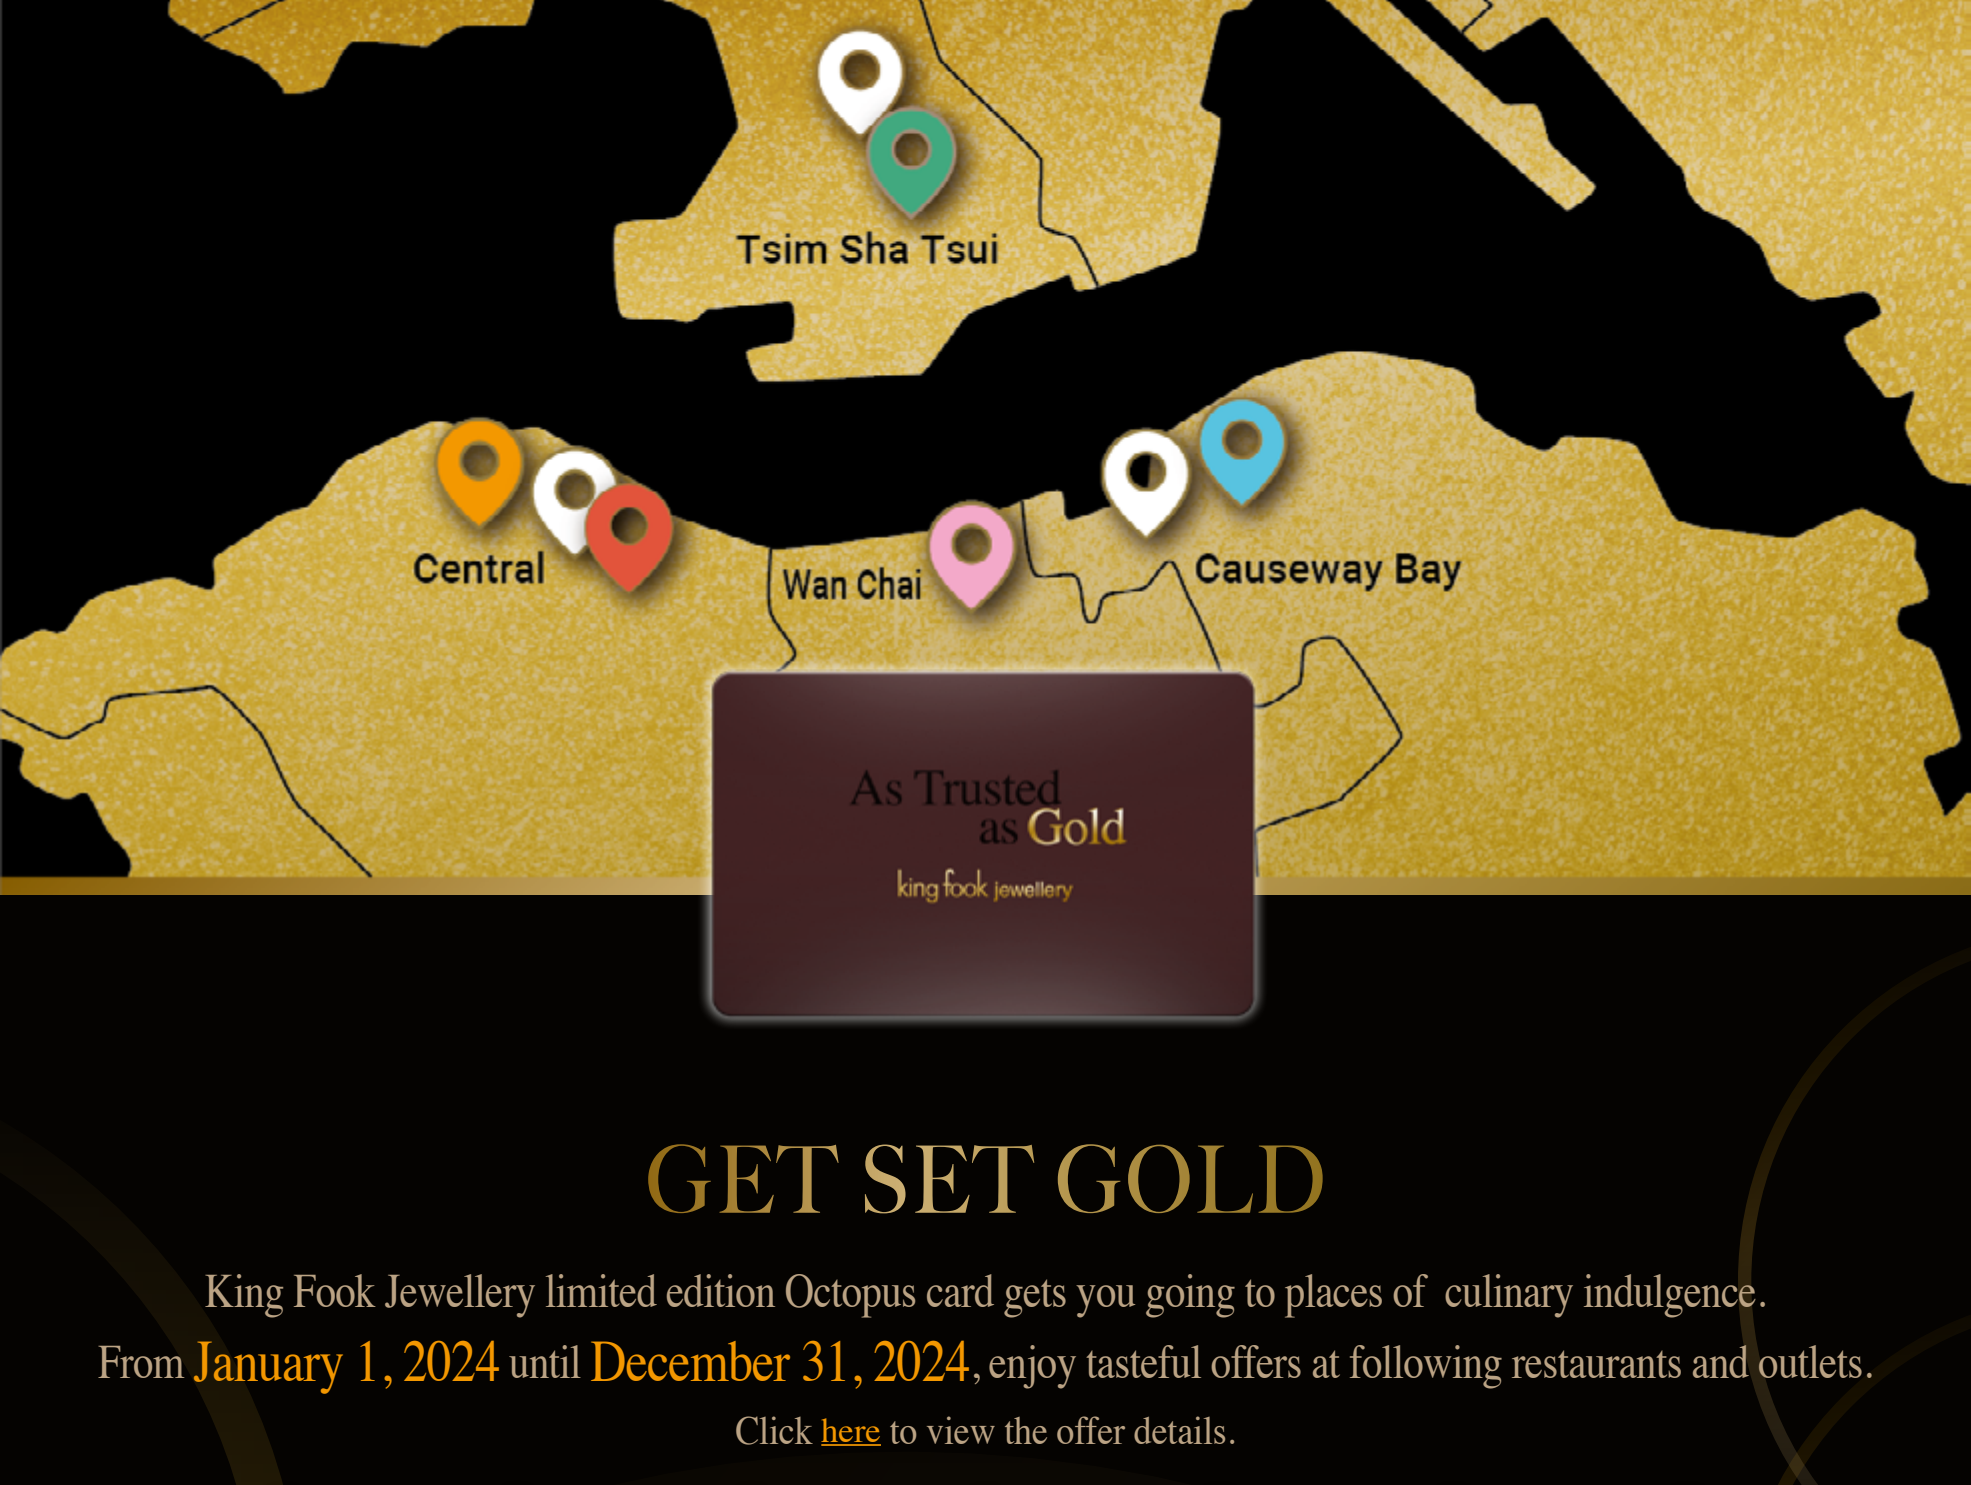 Tsim Sha Tsui
Central
Wan Chai
Causeway Bay
As Trusted
as Gold
king fook jewellery
GET SET GOLD
King Fook Jewellery limited edition Octopus card gets you going to places of  culinary indulgence.
From January 1, 2024 until December 31, 2024, enjoy tasteful offers at following restaurants and outlets.
Click here to view the offer details.